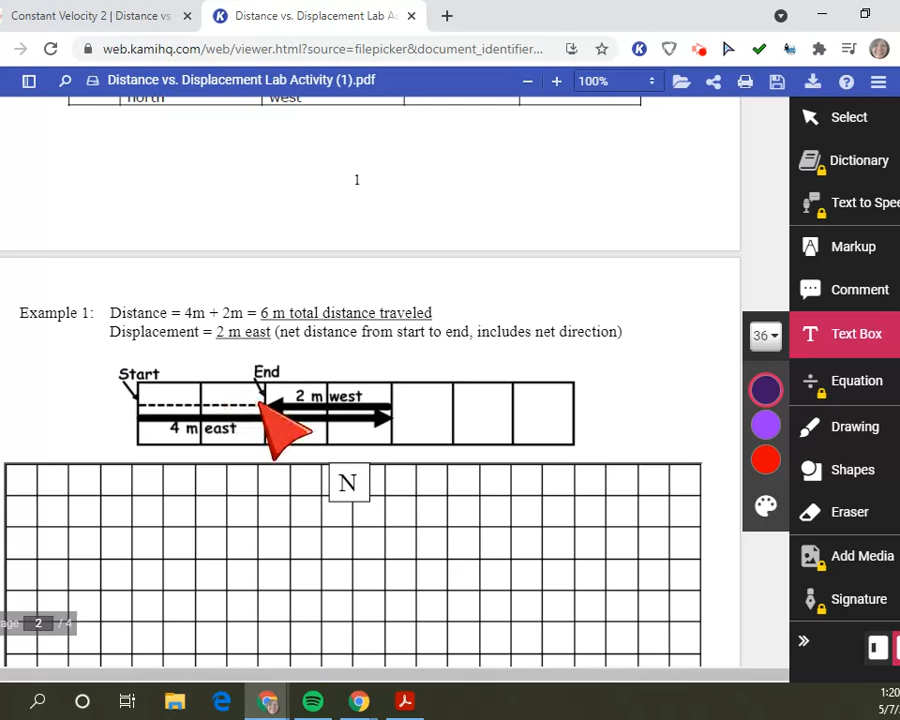 Constant Velocity 2 | Distance vs
Distance vs. Displacement Lab Ac
web.kamihq.com/web/viewer.html?source=filepicker&document_identifier...
Distance vs. Displacement Lab Activity (1).pdf
100%
north west
1
Example 1: Distance = 4m + 2m = 6 m total distance traveled
Displacement = 2 m east (net distance from start to end, includes net direction)
Start
End
2 m west
4 m east
N
age 2 / 4
Select
Dictionary
Text to Spee
Markup
Comment
36
Text Box
Equation
Drawing
Shapes
Eraser
Add Media
Signature
1:20
5/7/